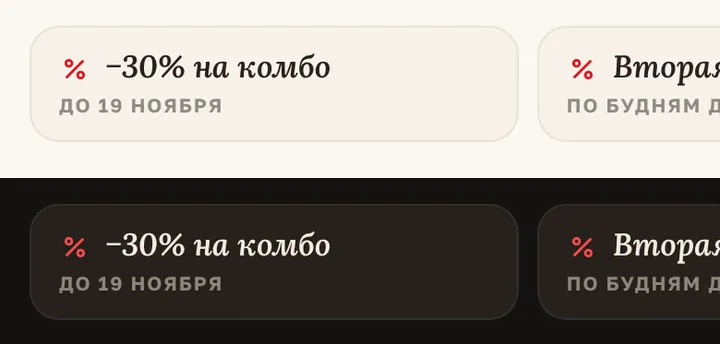 % −30% на комбо
ДО 19 НОЯБРЯ
% Вторая
ПО БУДНЯМ
% −30% на комбо
ДО 19 НОЯБРЯ
% Вторая
ПО БУДНЯМ